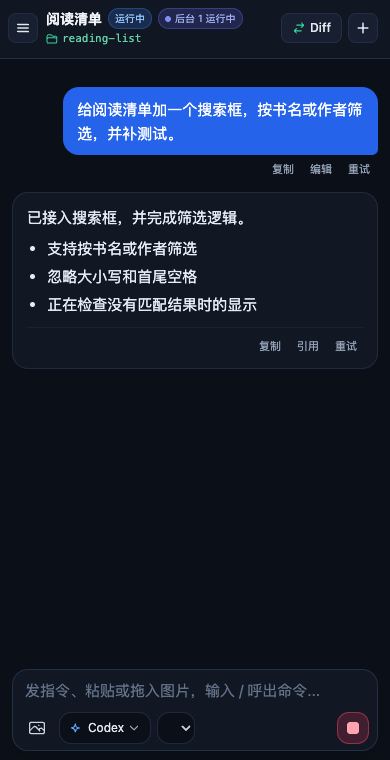 阅读清单 运行中 后台 1 运行中
reading-list
Diff
给阅读清单加一个搜索框，按书名或作者筛
选，并补测试。
复制 编辑 重试
已接入搜索框，并完成筛选逻辑。
• 支持按书名或作者筛选
• 忽略大小写和首尾空格
• 正在检查没有匹配结果时的显示
复制 引用 重试
发指令、粘贴或拖入图片，输入 / 呼出命令...
Codex